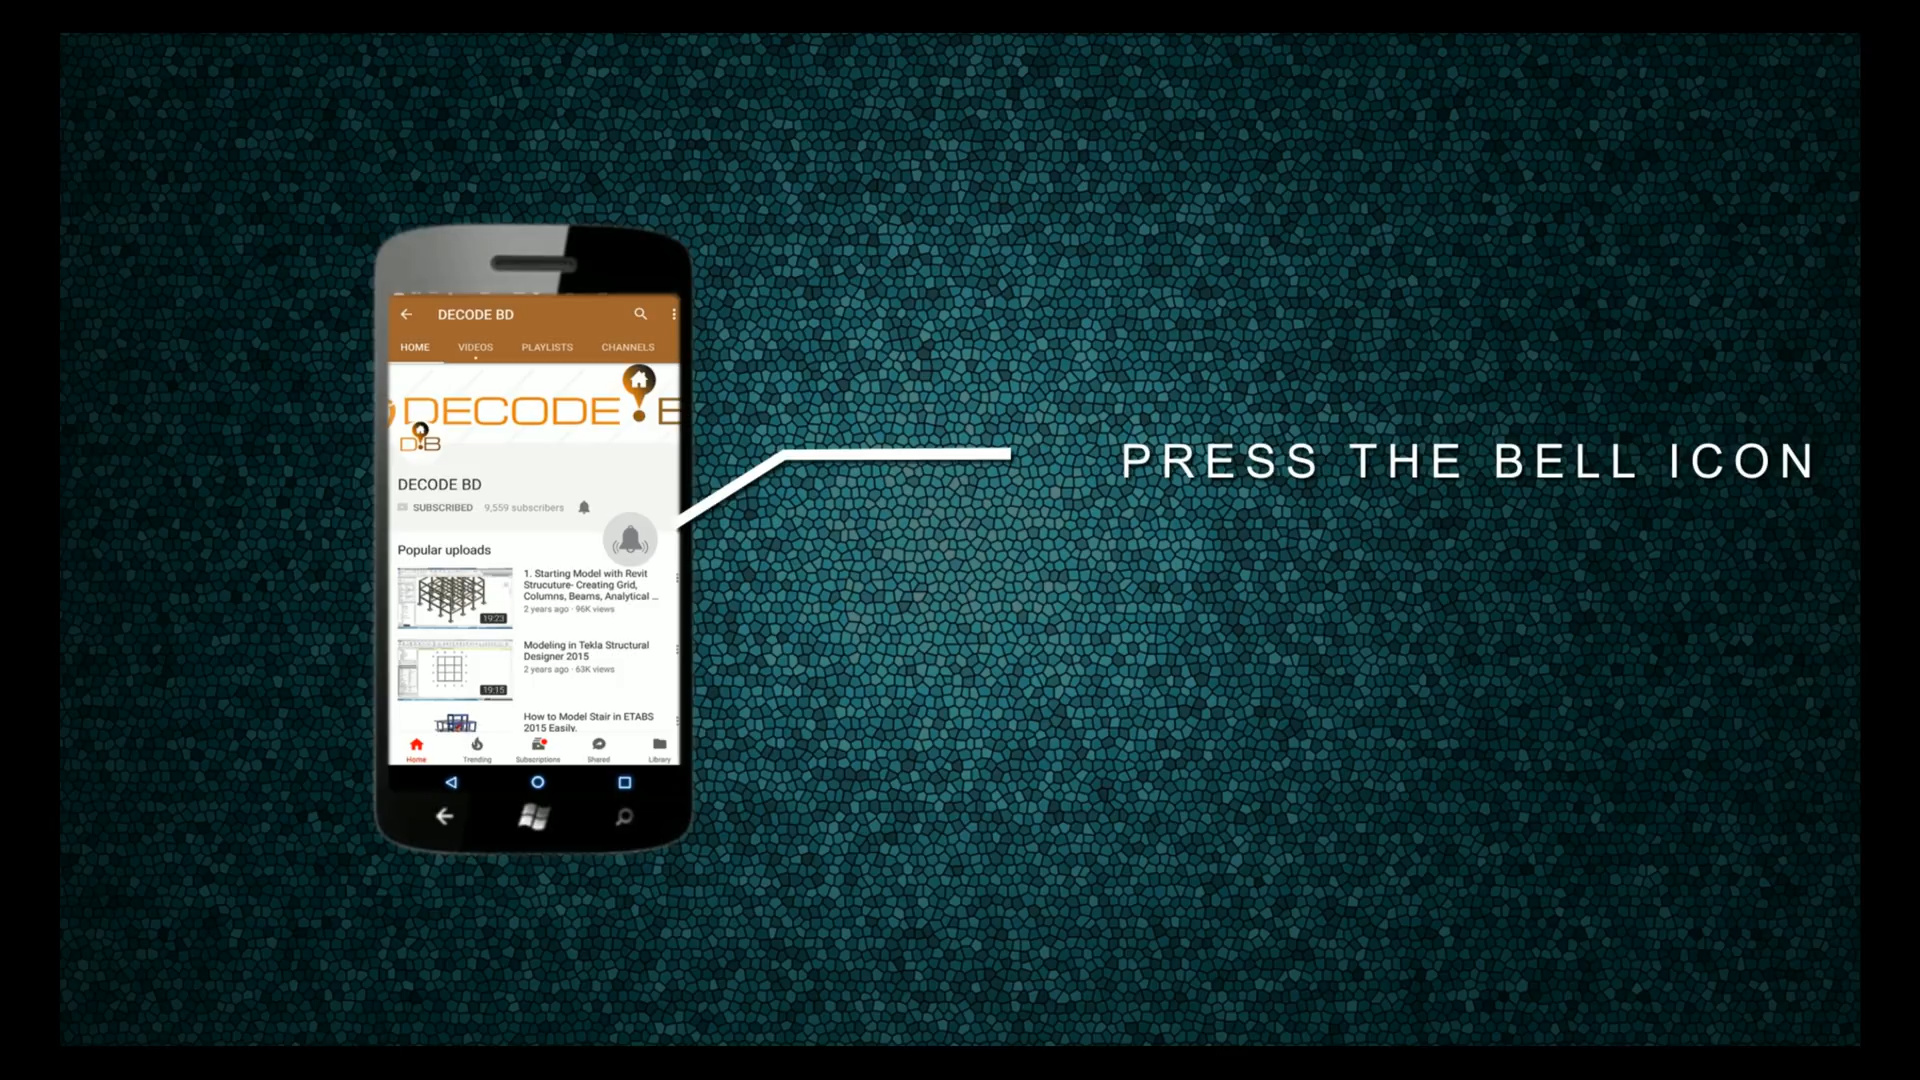 DECODE BD
HOME VIDEOS PLAYLISTS CHANNELS
DECODE B
D B
DECODE BD
SUBSCRIBED 9,559 subscribers
PRESS THE BELL ICON
Popular uploads
1. Starting Model with Revit
Strucuture- Creating Grid,
Columns, Beams, Analytical ...
2 years ago · 96K views
19:23
Modeling in Tekla Structural
Designer 2015
2 years ago · 63K views
19:15
How to Model Stair in ETABS
2015 Easily.
Home Trending Subscriptions Shared Library